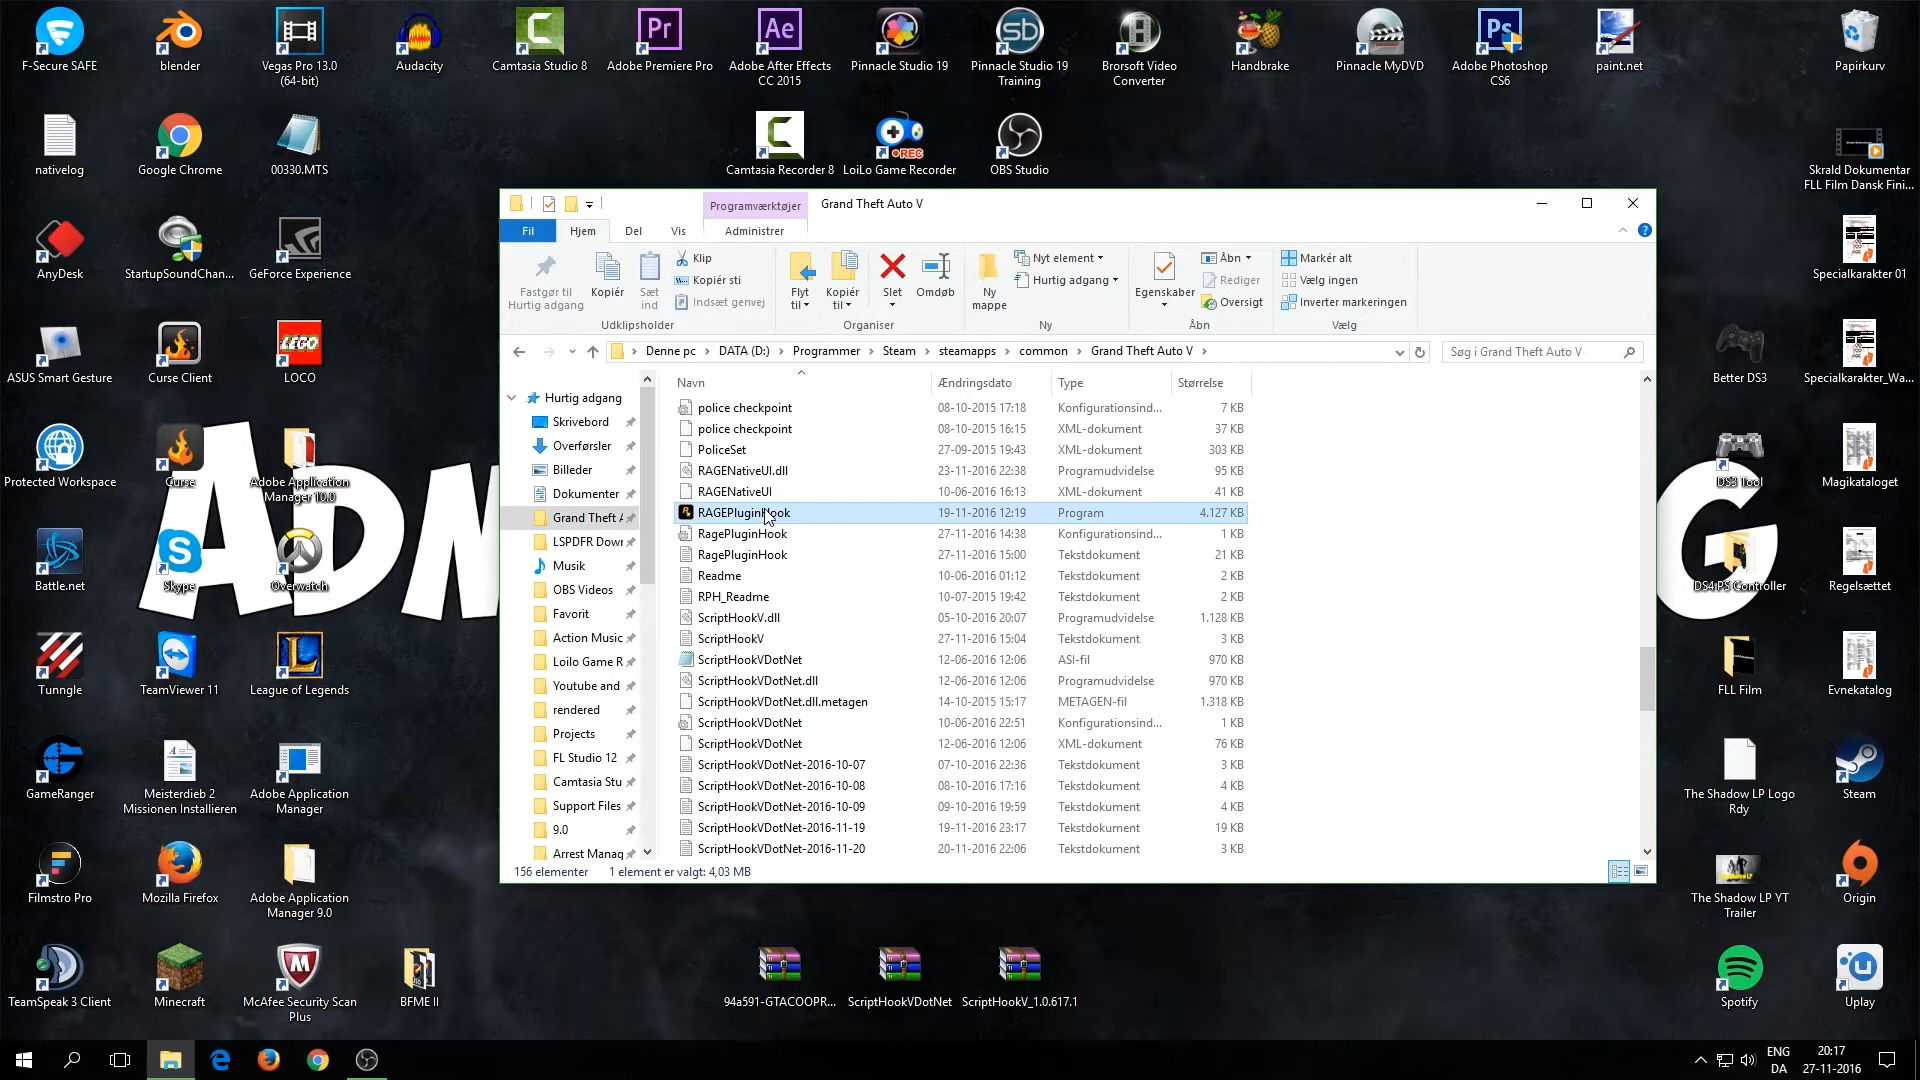 F-Secure SAFE
blender
Vegas Pro 13.0
(64-bit)
Audacity
Camtasia Studio 8
Adobe Premiere Pro
Adobe After Effects
CC 2015
Pinnacle Studio 19
Pinnacle Studio 19
Training
Brorsoft Video
Converter
Handbrake
Pinnacle MyDVD
Adobe Photoshop
CS6
paint.net
Papirkurv
nativelog
Google Chrome
00330.MTS
Camtasia Recorder 8
LoiLo Game Recorder
OBS Studio
Skrald Dokumentar
FLL Film Dansk Fini...
AnyDesk
StartupSoundChan...
GeForce Experience
Specialkarakter 01
ASUS Smart Gesture
Curse Client
LOCO
Better DS3
Specialkarakter_Wa...
Protected Workspace
Curse
Adobe Application
Manager 10.0
DS3 Tool
Magikataloget
Battle.net
Skype
Overwatch
DS4 PS Controller
Regelsættet
Tunngle
TeamViewer 11
League of Legends
FLL Film
Evnekatalog
GameRanger
Meisterdieb 2
Missionen Installieren
Adobe Application
Manager
The Shadow LP Logo
Rdy
Steam
Filmstro Pro
Mozilla Firefox
Adobe Application
Manager 9.0
The Shadow LP YT
Trailer
Origin
TeamSpeak 3 Client
Minecraft
McAfee Security Scan
Plus
BFME II
94a591-GTACOOPR...
ScriptHookVDotNet
ScriptHookV_1.0.617.1
Spotify
Uplay
Programværktøjer
Grand Theft Auto V
Fil
Hjem
Del
Vis
Administrer
Fastgør til
Hurtig adgang
Kopiér
Sæt
ind
Klip
Kopiér sti
Indsæt genvej
Udklipsholder
Flyt
til
Kopiér
til
Slet
Omdøb
Organiser
Ny
mappe
Nyt element
Hurtig adgang
Ny
Egenskaber
Åbn
Rediger
Oversigt
Åbn
Markér alt
Vælg ingen
Inverter markeringen
Vælg
Denne pc > DATA (D:) > Programmer > Steam > steamapps > common > Grand Theft Auto V >
Søg i Grand Theft Auto V
Hurtig adgang
Skrivebord
Overførsler
Billeder
Dokumenter
Grand Theft A
LSPDFR Down
Musik
OBS Videos
Favorit
Action Music
Loilo Game R
Youtube and
rendered
Projects
FL Studio 12
Camtasia Stu
Support Files
9.0
Arrest Manag
Navn Ændringsdato Type Størrelse
police checkpoint 08-10-2015 17:18 Konfigurationsind... 7 KB
police checkpoint 08-10-2015 16:15 XML-dokument 37 KB
PoliceSet 27-09-2015 19:43 XML-dokument 303 KB
RAGENativeUI.dll 23-11-2016 22:38 Programudvidelse 95 KB
RAGENativeUI 10-06-2016 16:13 XML-dokument 41 KB
RAGEPluginHook 19-11-2016 12:19 Program 4.127 KB
RagePluginHook 27-11-2016 14:38 Konfigurationsind... 1 KB
RagePluginHook 27-11-2016 15:00 Tekstdokument 21 KB
Readme 10-06-2016 01:12 Tekstdokument 2 KB
RPH_Readme 10-07-2015 19:42 Tekstdokument 2 KB
ScriptHookV.dll 05-10-2016 20:07 Programudvidelse 1.128 KB
ScriptHookV 27-11-2016 15:04 Tekstdokument 3 KB
ScriptHookVDotNet 12-06-2016 12:06 ASI-fil 970 KB
ScriptHookVDotNet.dll 12-06-2016 12:06 Programudvidelse 970 KB
ScriptHookVDotNet.dll.metagen 14-10-2015 15:17 METAGEN-fil 1.318 KB
ScriptHookVDotNet 10-06-2016 22:51 Konfigurationsind... 1 KB
ScriptHookVDotNet 12-06-2016 12:06 XML-dokument 76 KB
ScriptHookVDotNet-2016-10-07 07-10-2016 22:36 Tekstdokument 3 KB
ScriptHookVDotNet-2016-10-08 08-10-2016 17:16 Tekstdokument 4 KB
ScriptHookVDotNet-2016-10-09 09-10-2016 19:59 Tekstdokument 4 KB
ScriptHookVDotNet-2016-11-19 19-11-2016 23:17 Tekstdokument 19 KB
ScriptHookVDotNet-2016-11-20 20-11-2016 22:06 Tekstdokument 3 KB
156 elementer 1 element er valgt: 4,03 MB
ENG
DA
20:17
27-11-2016